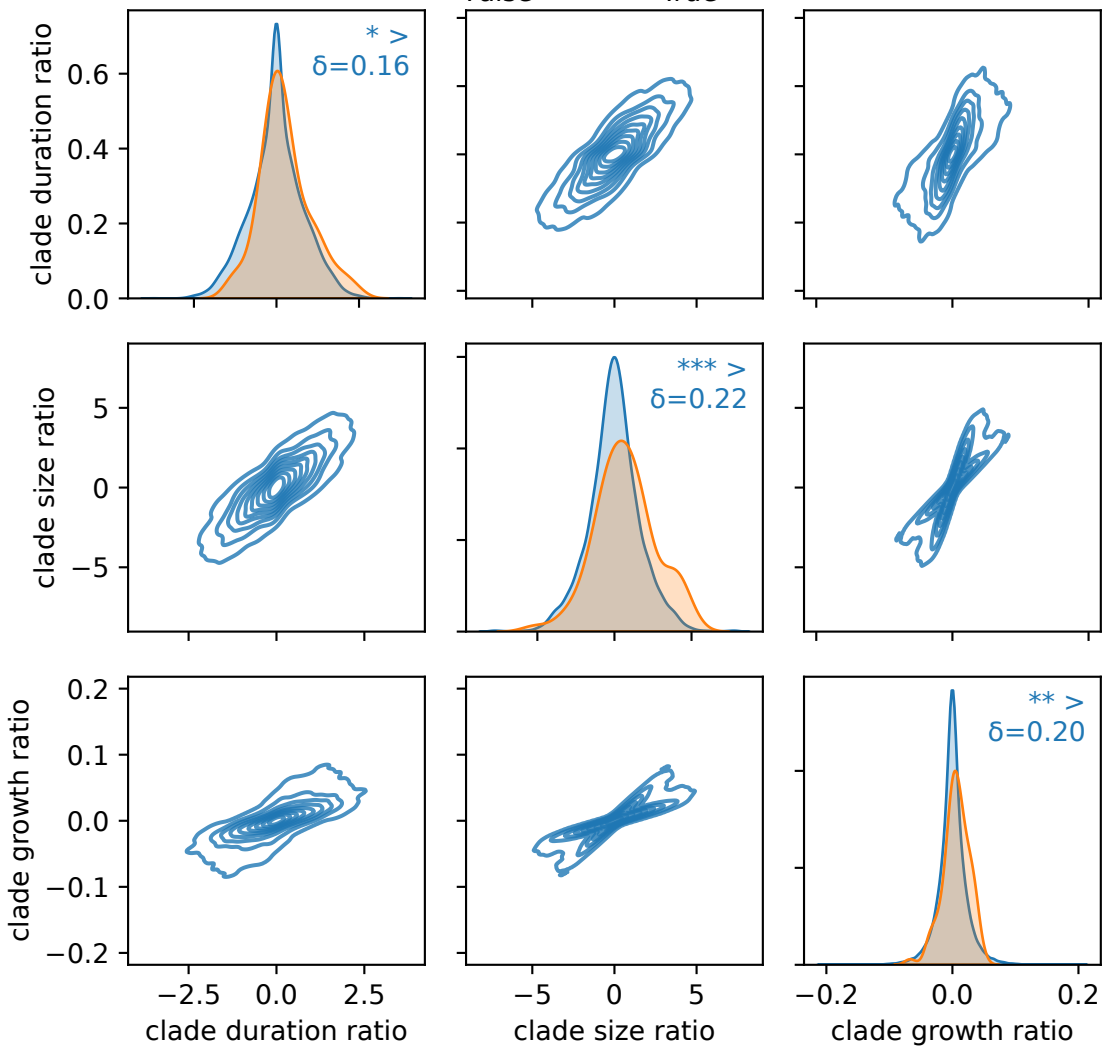 * >
δ=0.16
clade duration ratio
0.6
0.4
0.2
0.0
*** >
δ=0.22
clade size ratio
5
0
−5
** >
δ=0.20
clade growth ratio
0.2
0.1
0.0
−0.1
−0.2
−2.5 0.0 2.5 −5 0 5 −0.2 0.0 0.2
clade duration ratio clade size ratio clade growth ratio